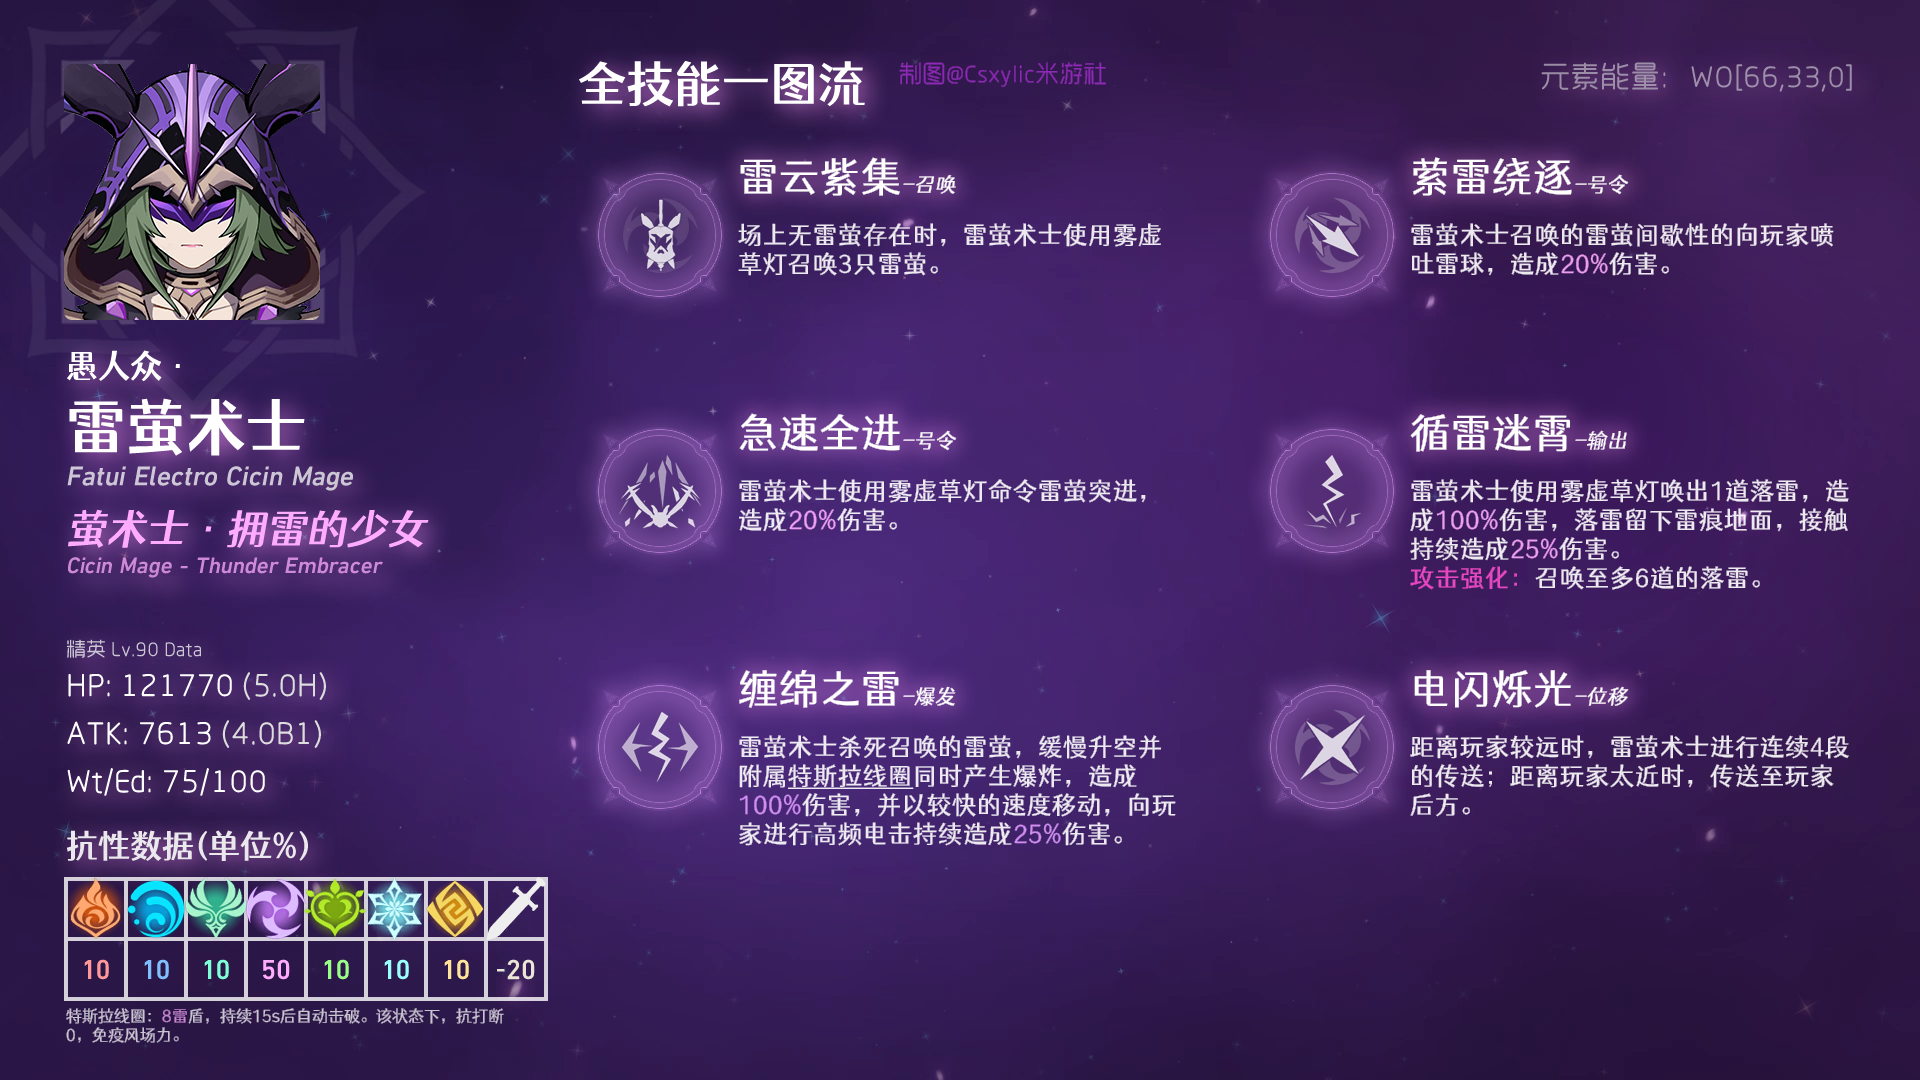 全技能一图流
制图@Csxylic米游社
元素能量： W0[66,33,0]
愚人众 ·
雷萤术士
Fatui Electro Cicin Mage
萤术士 · 拥雷的少女
Cicin Mage - Thunder Embracer
精英 Lv.90 Data
HP: 121770 (5.0H)
ATK: 7613 (4.0B1)
Wt/Ed: 75/100
抗性数据(单位%)
10 10 10 50 10 10 10 -20
特斯拉线圈：8雷盾，持续15s后自动击破。该状态下，抗打断
0，免疫风场力。
雷云紫集–召唤
场上无雷萤存在时，雷萤术士使用雾虚
草灯召唤3只雷萤。
萦雷绕逐–号令
雷萤术士召唤的雷萤间歇性的向玩家喷
吐雷球，造成20%伤害。
急速全进–号令
雷萤术士使用雾虚草灯命令雷萤突进，
造成20%伤害。
循雷迷霄–输出
雷萤术士使用雾虚草灯唤出1道落雷，造
成100%伤害，落雷留下雷痕地面，接触
持续造成25%伤害。
攻击强化：召唤至多6道的落雷。
缠绵之雷–爆发
雷萤术士杀死召唤的雷萤，缓慢升空并
附属特斯拉线圈同时产生爆炸，造成
100%伤害，并以较快的速度移动，向玩
家进行高频电击持续造成25%伤害。
电闪烁光–位移
距离玩家较远时，雷萤术士进行连续4段
的传送；距离玩家太近时，传送至玩家
后方。